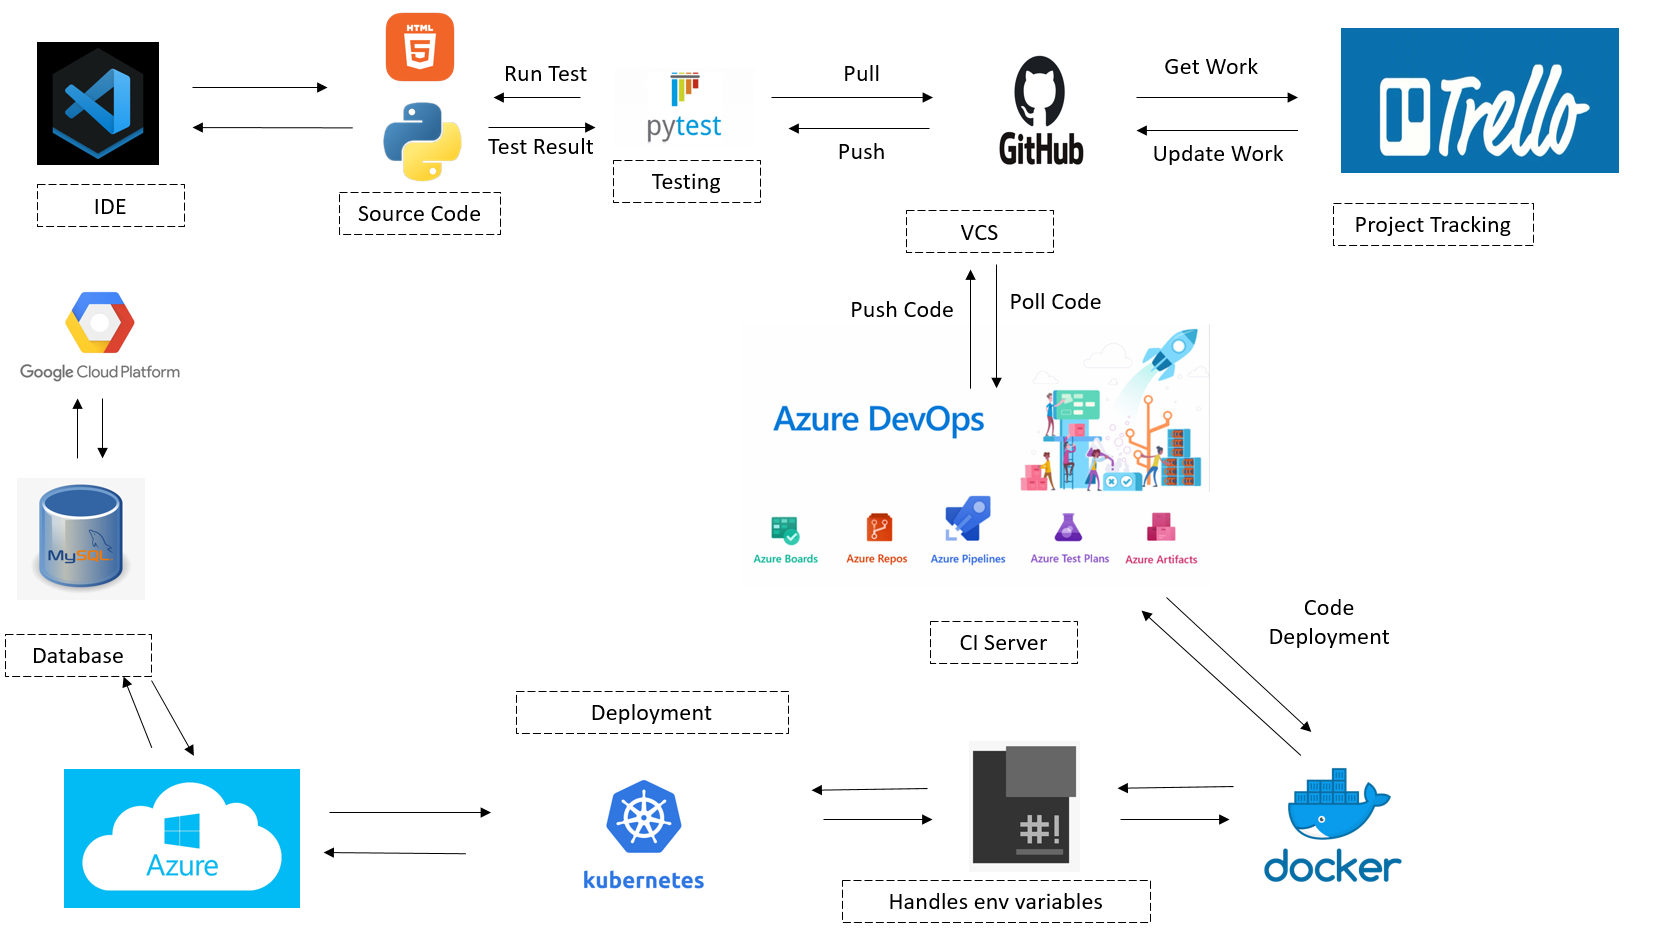 HTML
5
Run Test
Pull
Get Work
Trello
pytest
GitHub
Test Result
Push
Update Work
Testing
IDE
Source Code
VCS
Project Tracking
Push Code
Poll Code
Google Cloud Platform
Azure DevOps
MySQL
Azure Boards
Azure Repos
Azure Pipelines
Azure Test Plans
Azure Artifacts
Code
Deployment
CI Server
Database
Deployment
#!
Azure
kubernetes
docker
Handles env variables